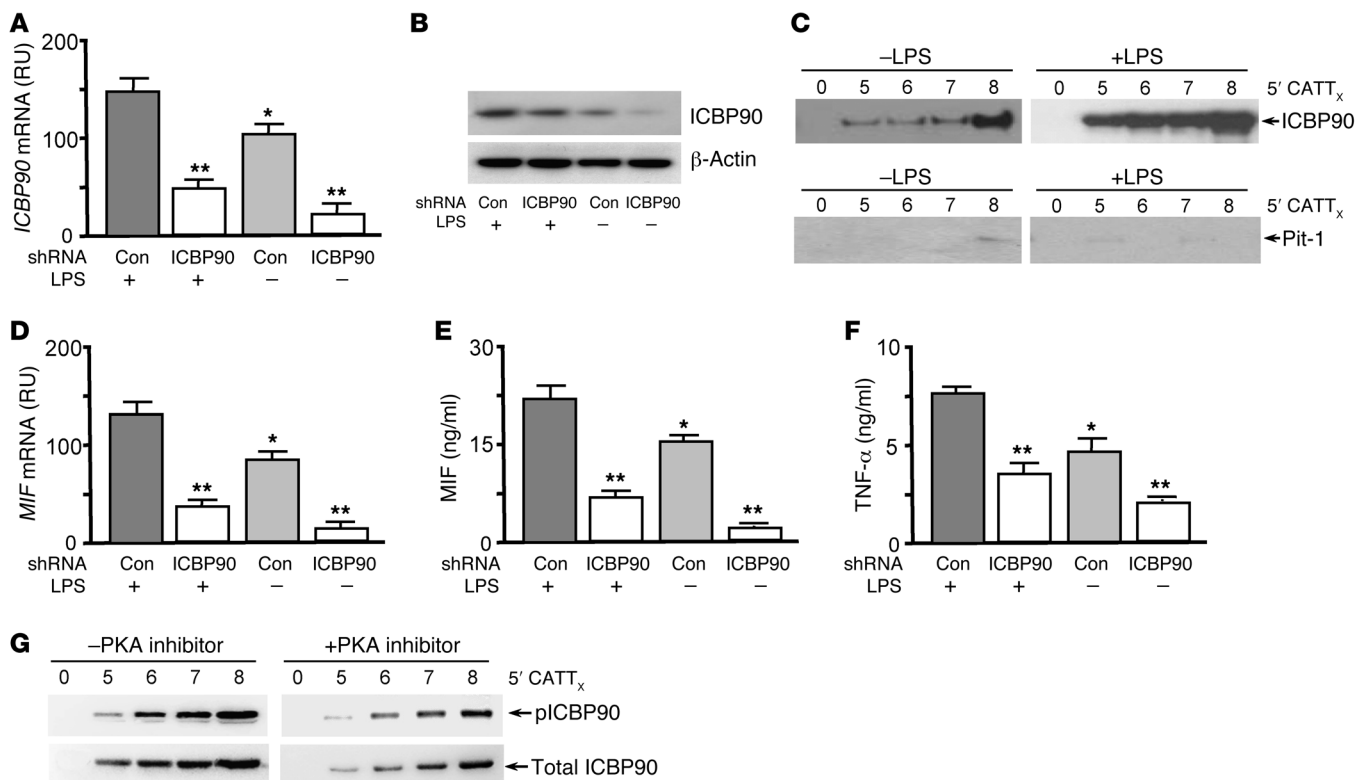 A
ICBP90 mRNA (RU)
200
100
0
**
*
**
shRNA Con ICBP90 Con ICBP90
LPS + + – –
B
ICBP90
β-Actin
shRNA Con ICBP90 Con ICBP90
LPS + + – –
C
–LPS +LPS
0 5 6 7 8 0 5 6 7 8 5′ CATTX
ICBP90
–LPS +LPS
0 5 6 7 8 0 5 6 7 8 5′ CATTX
Pit-1
D
MIF mRNA (RU)
200
100
0
**
*
**
shRNA Con ICBP90 Con ICBP90
LPS + + – –
E
MIF (ng/ml)
30
15
0
**
*
**
shRNA Con ICBP90 Con ICBP90
LPS + + – –
F
TNF-α (ng/ml)
10
5
0
**
*
**
shRNA Con ICBP90 Con ICBP90
LPS + + – –
G
–PKA inhibitor +PKA inhibitor
0 5 6 7 8 0 5 6 7 8 5′ CATTX
pICBP90
Total ICBP90